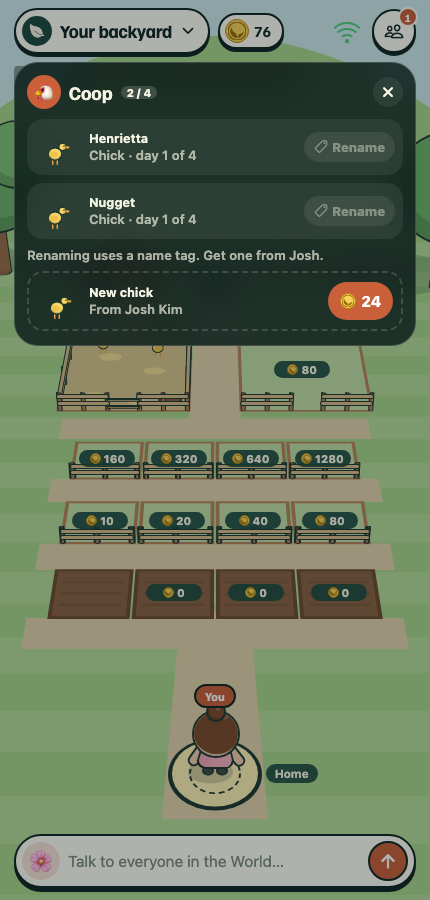 Your backyard
76
1
Coop
2 / 4
Henrietta
Chick · day 1 of 4
Rename
Nugget
Chick · day 1 of 4
Rename
Renaming uses a name tag. Get one from Josh.
New chick
From Josh Kim
24
80
160 320 640 1280
10 20 40 80
0 0 0
You
Home
Talk to everyone in the World...